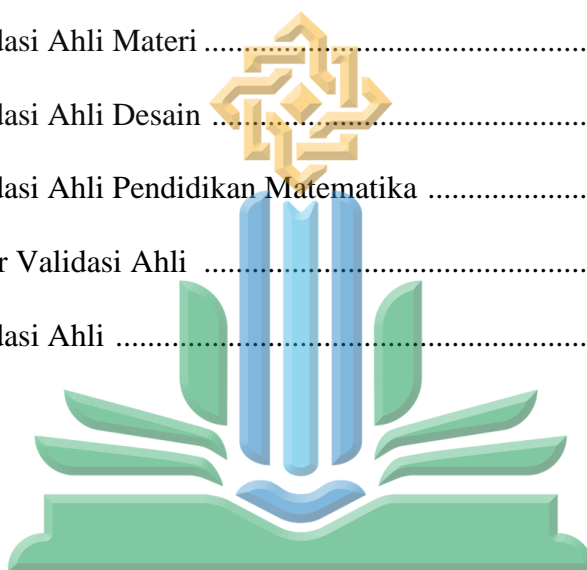 dasi Ahli Materi ................................................
dasi Ahli Desain ...............................................
dasi Ahli Pendidikan Matematika ....................
r Validasi Ahli ................................................
dasi Ahli ...........................................................